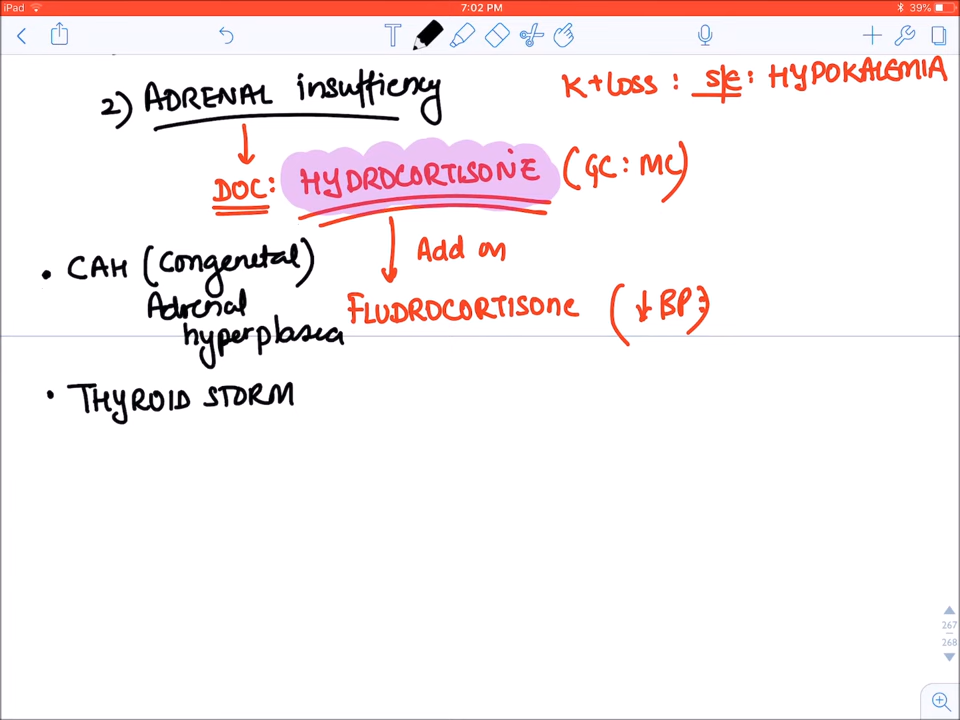 iPad 7:02 PM 39%
T
K+Loss : S/E : HYPOKALEMIA
2) ADRENAL insufficiency
DOC: HYDROCORTISONE (GC : MC)
Add on
• CAH (Congenetal)
Adrenal
hyperplasia
FLUDROCORTISONE (↓ BP)
• THYROID STORM
267
268